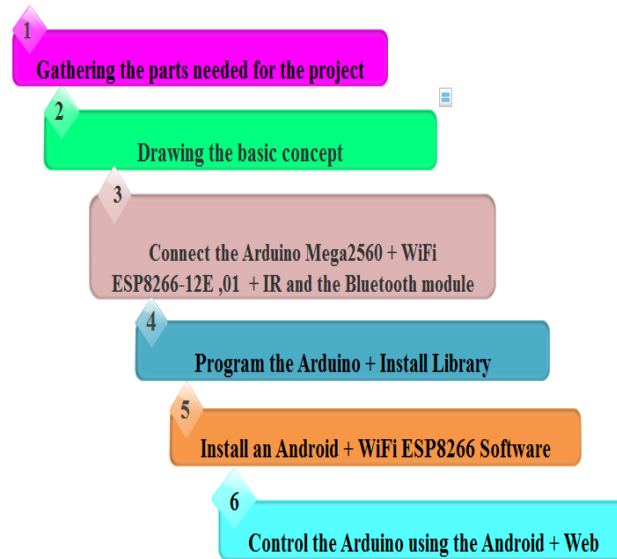 1
Gathering the parts needed for the project
2
Drawing the basic concept
3
Connect the Arduino Mega2560 + WiFi
ESP8266-12E ,01 + IR and the Bluetooth module
4
Program the Arduino + Install Library
5
Install an Android + WiFi ESP8266 Software
6
Control the Arduino using the Android + Web